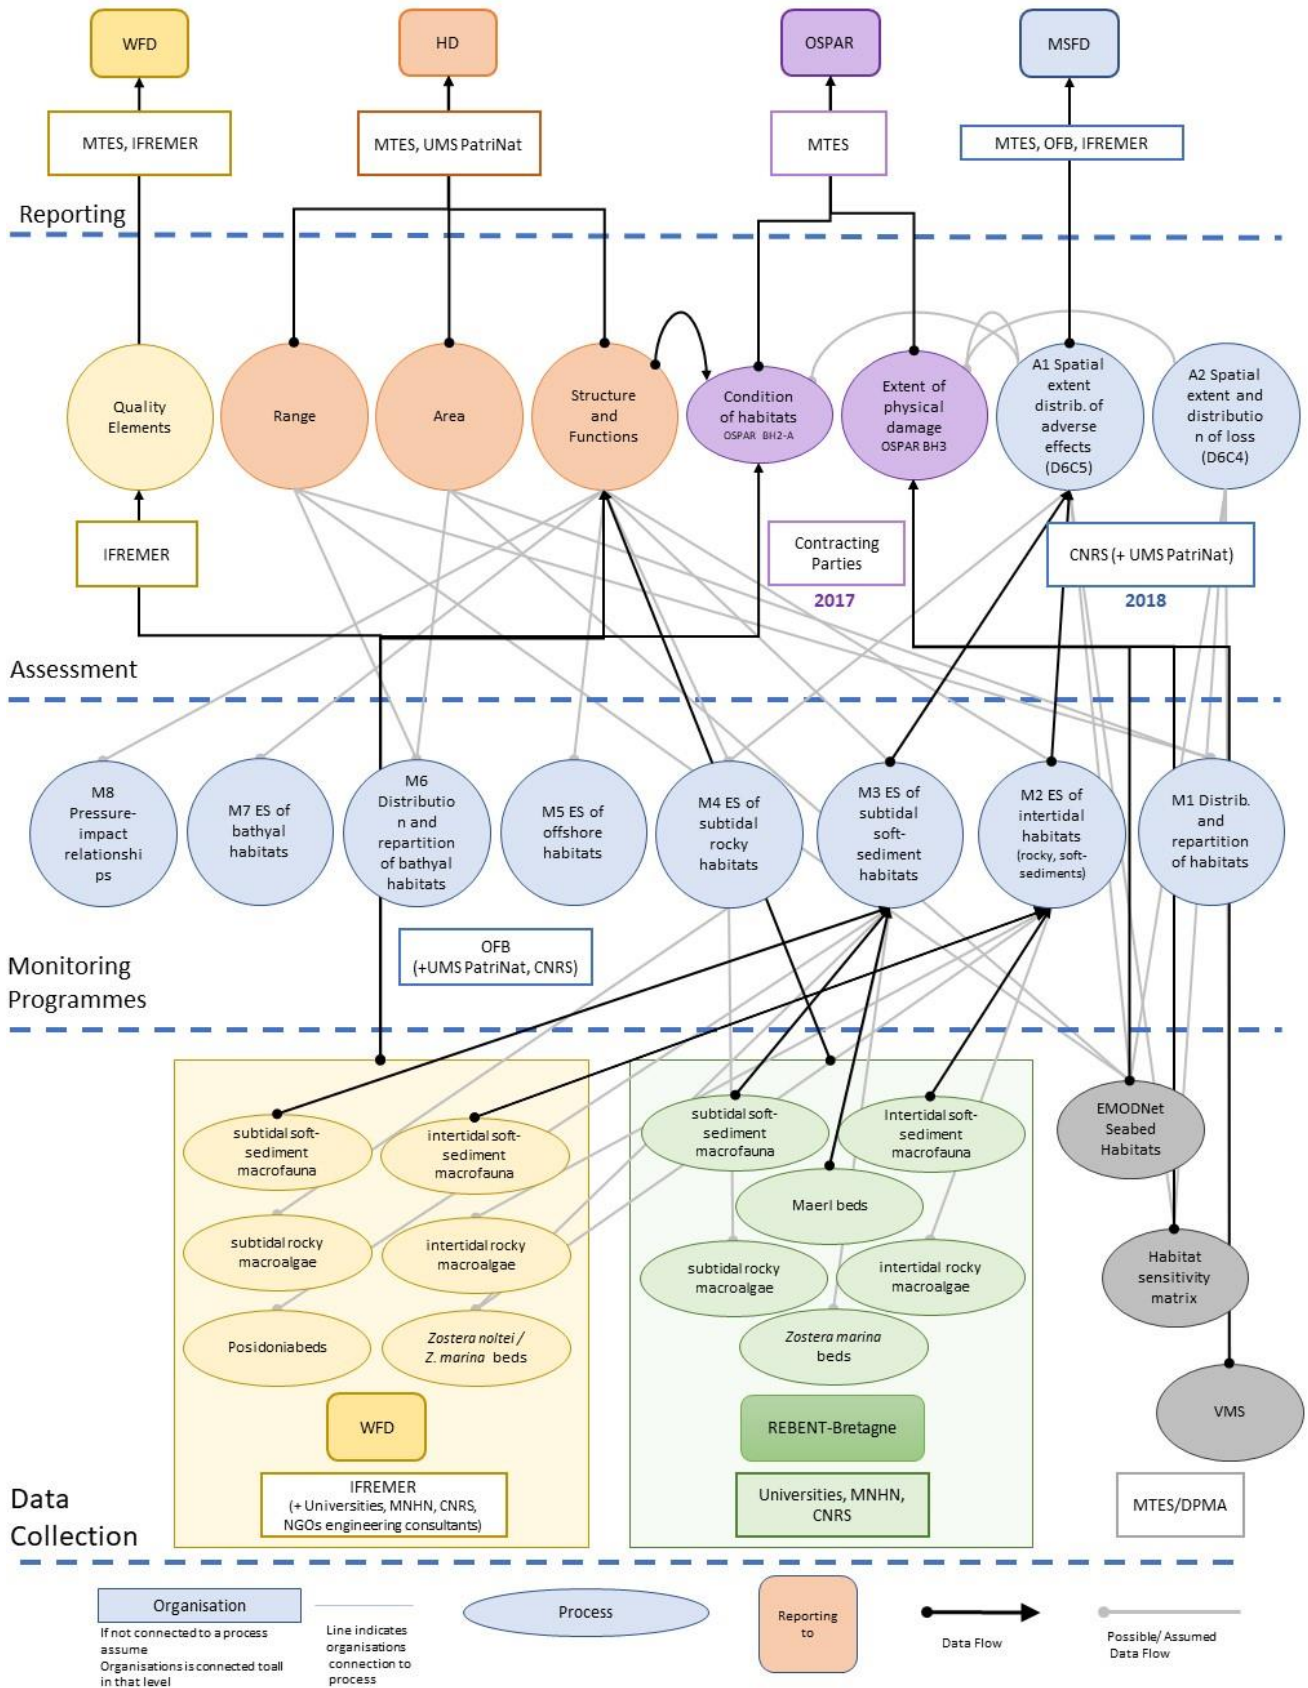 WFD
HD
OSPAR
MSFD
MTES, IFREMER
MTES, UMS PatriNat
MTES
MTES, OFB, IFREMER
Reporting
Quality
Elements
Range
Area
Structure
and
Functions
Condition
of habitats
OSPAR BH2-A
Extent of
physical
damage
OSPAR BH3
A1 Spatial
extent
distrib. of
adverse
effects
(D6C5)
A2 Spatial
extent and
distributio
n of loss
(D6C4)
IFREMER
Contracting
Parties
2017
CNRS (+ UMS PatriNat)
2018
Assessment
M8
Pressure-
impact
relationshi
ps
M7 ES of
bathyal
habitats
M6
Distributio
n and
repartition
of bathyal
habitats
M5 ES of
offshore
habitats
M4 ES of
subtidal
rocky
habitats
M3 ES of
subtidal
soft-
sediment
habitats
M2 ES of
intertidal
habitats
(rocky, soft-
sediments)
M1 Distrib.
and
repartition
of habitats
OFB
(+UMS PatriNat, CNRS)
Monitoring
Programmes
subtidal soft-
sediment
macrofauna
intertidal soft-
sediment
macrofauna
subtidal rocky
macroalgae
intertidal rocky
macroalgae
Posidoniabeds
Zostera noltei /
Z. marina beds
WFD
IFREMER
(+ Universities, MNHN, CNRS,
NGOs engineering consultants)
subtidal soft-
sediment
macrofauna
Intertidal soft-
sediment
macrofauna
Maerl beds
subtidal rocky
macroalgae
intertidal rocky
macroalgae
Zostera marina
beds
REBENT-Bretagne
Universities, MNHN,
CNRS
EMODNet
Seabed
Habitats
Habitat
sensitivity
matrix
VMS
MTES/DPMA
Data
Collection
Organisation
If not connected to a process
assume
Organisations is connected toall
in that level
Line indicates
organisations
connection to
process
Process
Reporting
to
Data Flow
Possible/ Assumed
Data Flow